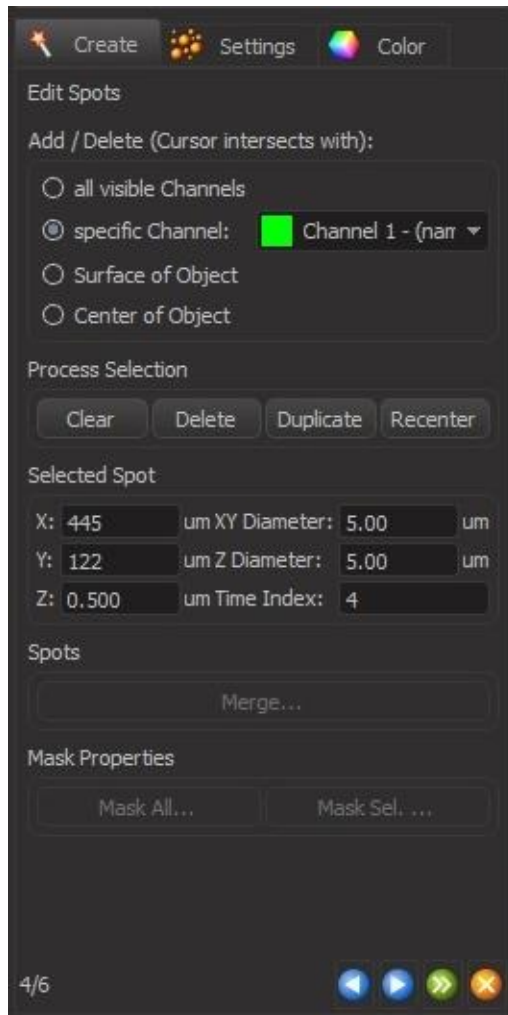 Create Settings Color
Edit Spots
Add / Delete (Cursor intersects with):
all visible Channels
specific Channel: Channel 1 - (nam
Surface of Object
Center of Object
Process Selection
Clear Delete Duplicate Recenter
Selected Spot
X: 445 um XY Diameter: 5.00 um
Y: 122 um Z Diameter: 5.00 um
Z: 0.500 um Time Index: 4
Spots
Merge...
Mask Properties
Mask All... Mask Sel. ...
4/6